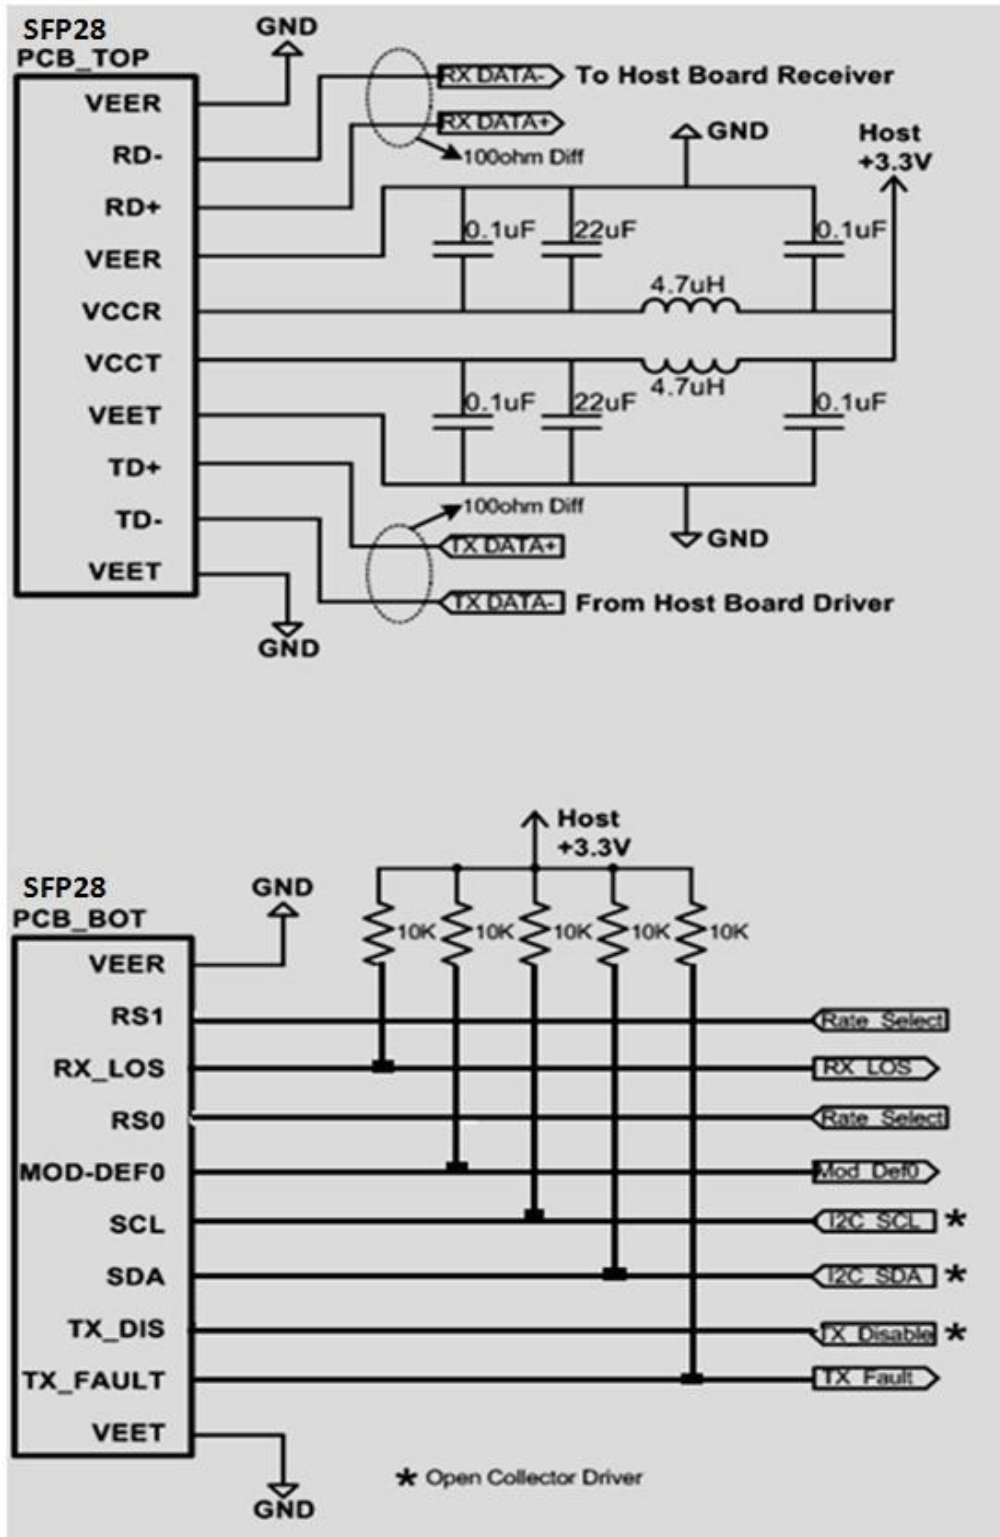 SFP28
PCB_TOP
GND
VEER
RD-
RD+
VEER
VCCR
VCCT
VEET
TD+
TD-
VEET
GND
RX DATA-
To Host Board Receiver
RX DATA+
100ohm Diff
GND
Host
+3.3V
0.1uF
22uF
0.1uF
4.7uH
4.7uH
0.1uF
22uF
0.1uF
100ohm Diff
GND
TX DATA+
TX DATA-
From Host Board Driver
Host
+3.3V
SFP28
PCB_BOT
GND
10K
10K
10K
10K
10K
VEER
RS1
Rate Select
RX_LOS
RX LOS
RS0
Rate Select
MOD-DEF0
Mod Def0
SCL
I2C SCL *
SDA
I2C SDA *
TX_DIS
TX Disable *
TX_FAULT
TX Fault
VEET
GND
* Open Collector Driver